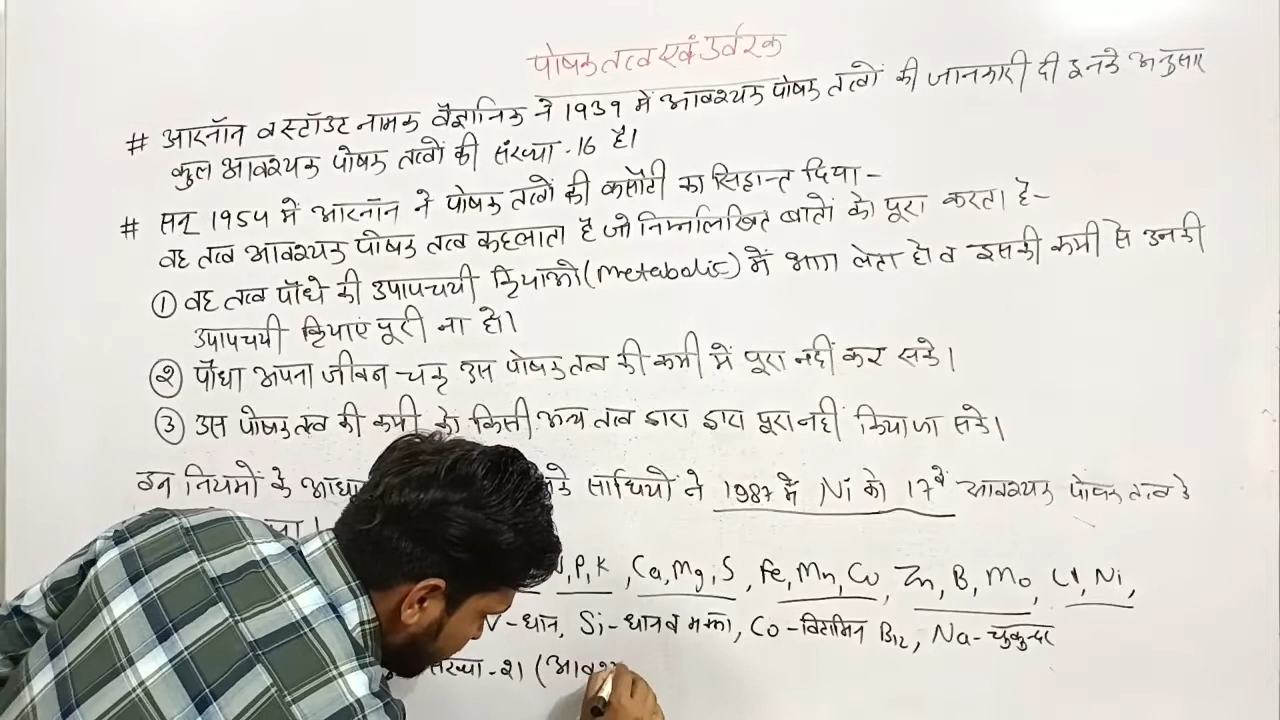 पोषक तत्व एवं उर्वरक
# आरनॉन व स्टॉउट नामक वैज्ञानिक ने 1939 में आवश्यक पोषक तत्वों की जानकारी दी इनके अनुसार
कुल आवश्यक पोषक तत्वों की संख्या - 16 है।
# सन् 1954 में आरनॉन ने पोषक तत्वों की कसौटी का सिद्धान्त दिया -
वह तत्व आवश्यक पोषक तत्व कहलाता है जो निम्नलिखित बातों को पूरा करता है -
① वह तत्व पौधे की उपापचयी क्रियाओं (Metabolic) में भाग लेता हो व इसकी कमी से उनकी
उपापचयी क्रियाएं पूरी ना हो।
② पौधा अपना जीवन चक्र उस पोषक तत्व की कमी में पूरा नहीं कर सके।
③ उस पोषक तत्व की कमी को किसी अन्य तत्व द्वारा द्वारा पूरा नहीं किया जा सके।
इन नियमों के साथियों ने 1987 में Ni को 17वें आवश्यक पोषक तत्व के
,P,K, Ca,Mg,S, Fe,Mn,Cu Zn,B,Mo, Cl,Ni,
V-धान, Si-धान व मक्का, Co-विटामिन B12, Na-चुकुन्दर
संख्या - 21 (आवश